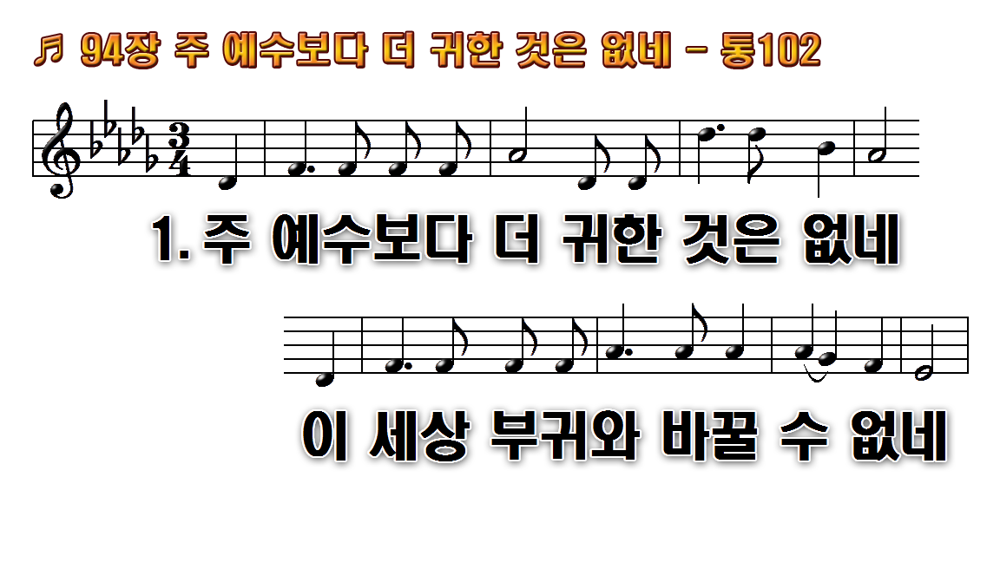 ♬ 94장 주 예수보다 더 귀한 것은 없네 - 통102
3
4
1. 주 예수보다 더 귀한 것은 없네
이 세상 부귀와 바꿀 수 없네